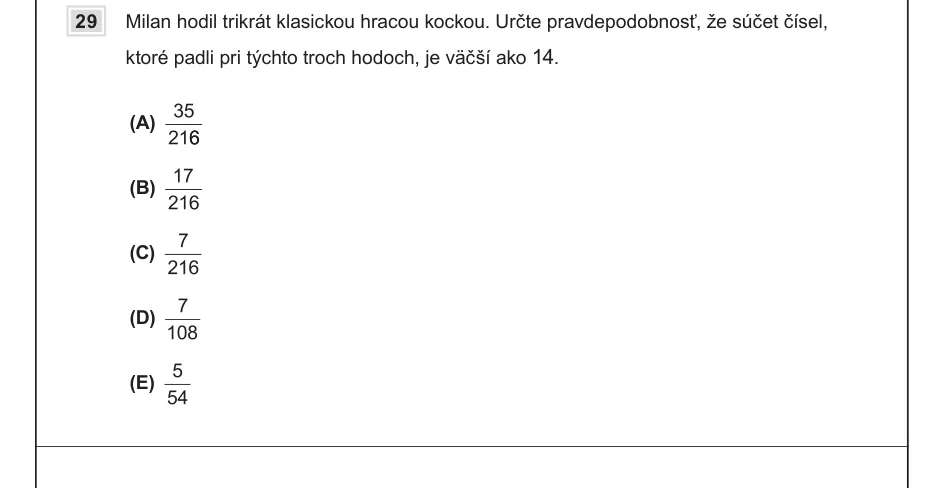 29 Milan hodil trikrát klasickou hracou kockou. Určte pravdepodobnosť, že súčet čísel,
ktoré padli pri týchto troch hodoch, je väčší ako 14.
(A) 35/216
(B) 17/216
(C) 7/216
(D) 7/108
(E) 5/54